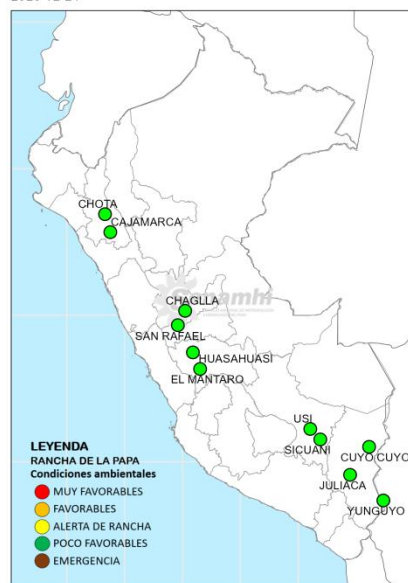 CHOTA
CAJAMARCA
CHAGLLA
SAN RAFAEL
HUASAHUASI
EL MANTARO
USI
SICUANI
CUYO CUYO
JULIACA
YUNGUYO
LEYENDA
RANCHA DE LA PAPA
Condiciones ambientales
MUY FAVORABLES
FAVORABLES
ALERTA DE RANCHA
POCO FAVORABLES
EMERGENCIA